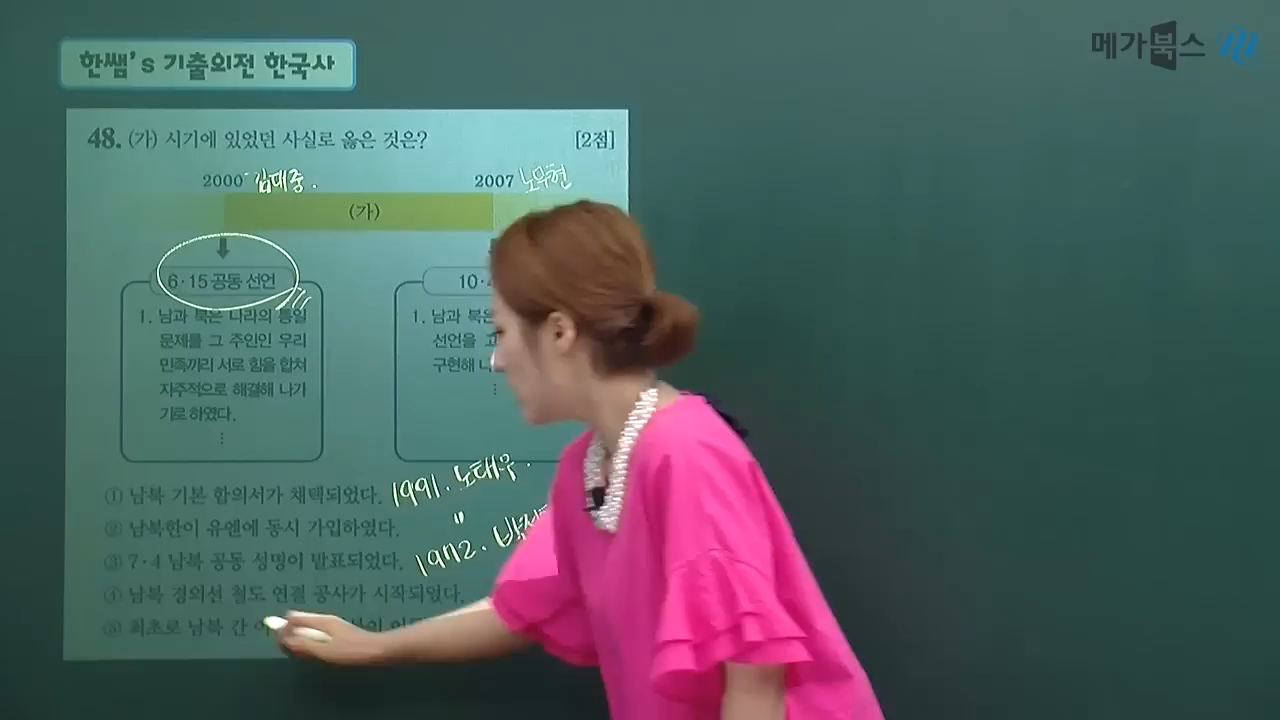 한쌤's 기출의전 한국사
메가북스
48. (가) 시기에 있었던 사실로 옳은 것은? [2점]
2000 김대중.
2007 노무현
(가)
6·15 공동 선언
1. 남과 북은 나라의 통일
문제를 그 주인인 우리
민족끼리 서로 힘을 합쳐
자주적으로 해결해 나가
기로 하였다.
⋮
10·
1. 남과 북은
선언을 고
구현해 나
⋮
① 남북 기본 합의서가 채택되었다. 1991. 노태우.
② 남북한이 유엔에 동시 가입하였다. 〃
③ 7·4 남북 공동 성명이 발표되었다. 1972.
④ 남북 경의선 철도 연결 공사가 시작되었다.
⑤ 최초로 남북 간